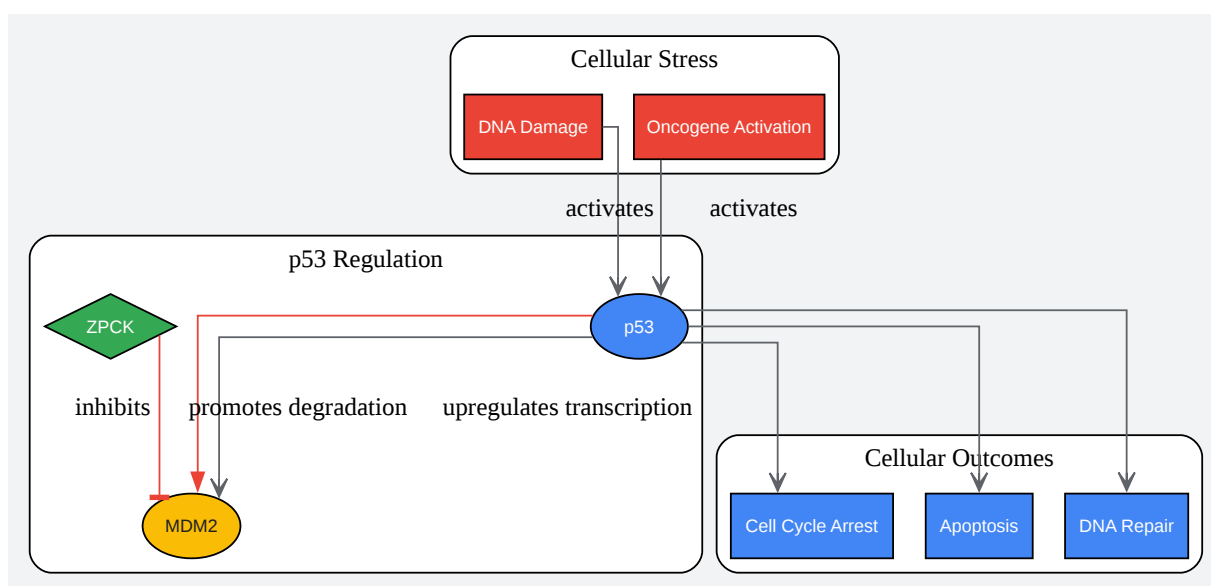 Cellular Stress
DNA Damage
Oncogene Activation
activates
activates
p53 Regulation
ZPCK
p53
inhibits
promotes degradation
upregulates transcription
MDM2
Cellular Outcomes
Cell Cycle Arrest
Apoptosis
DNA Repair